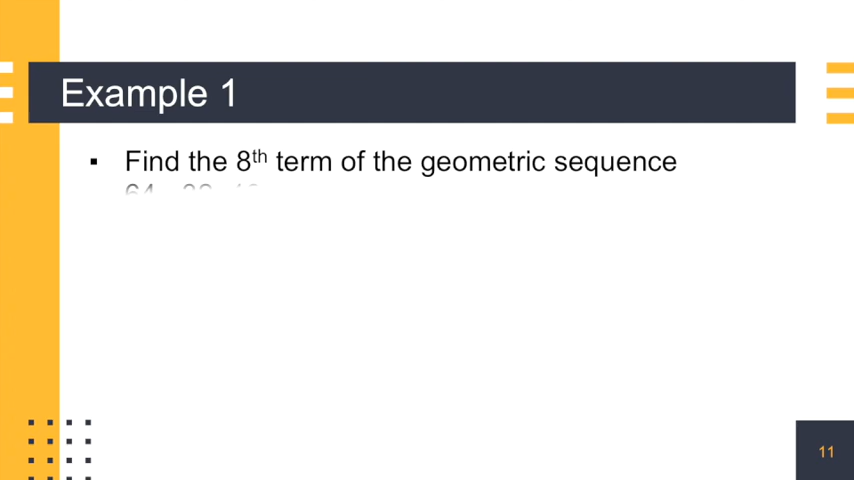 Example 1
▪ Find the 8th term of the geometric sequence
11